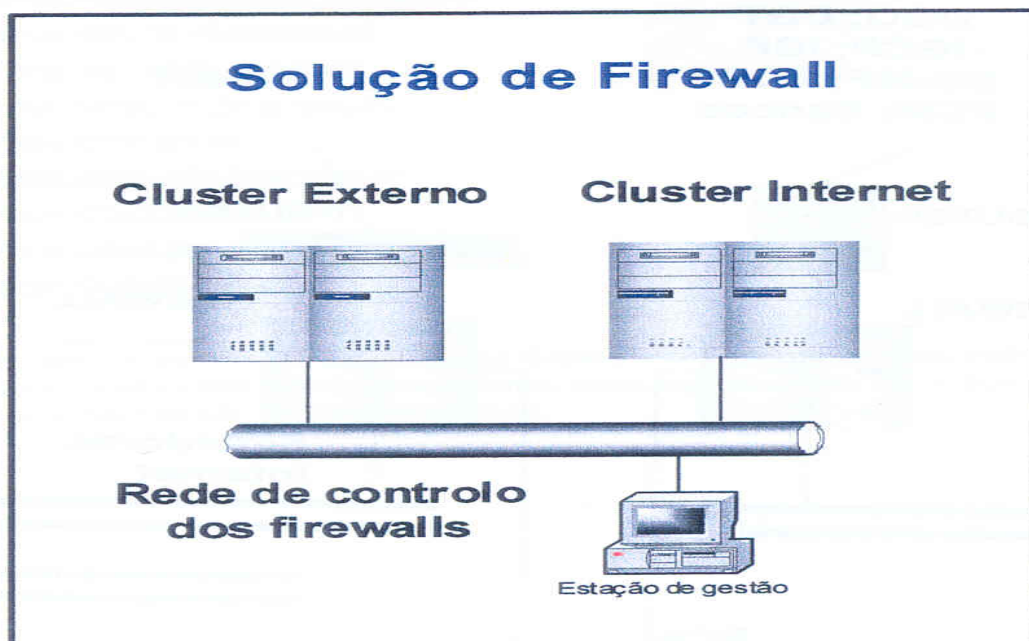 Solução de Firewall
Cluster Externo
Cluster Internet
Rede de controlo
dos firewalls
Estação de gestão